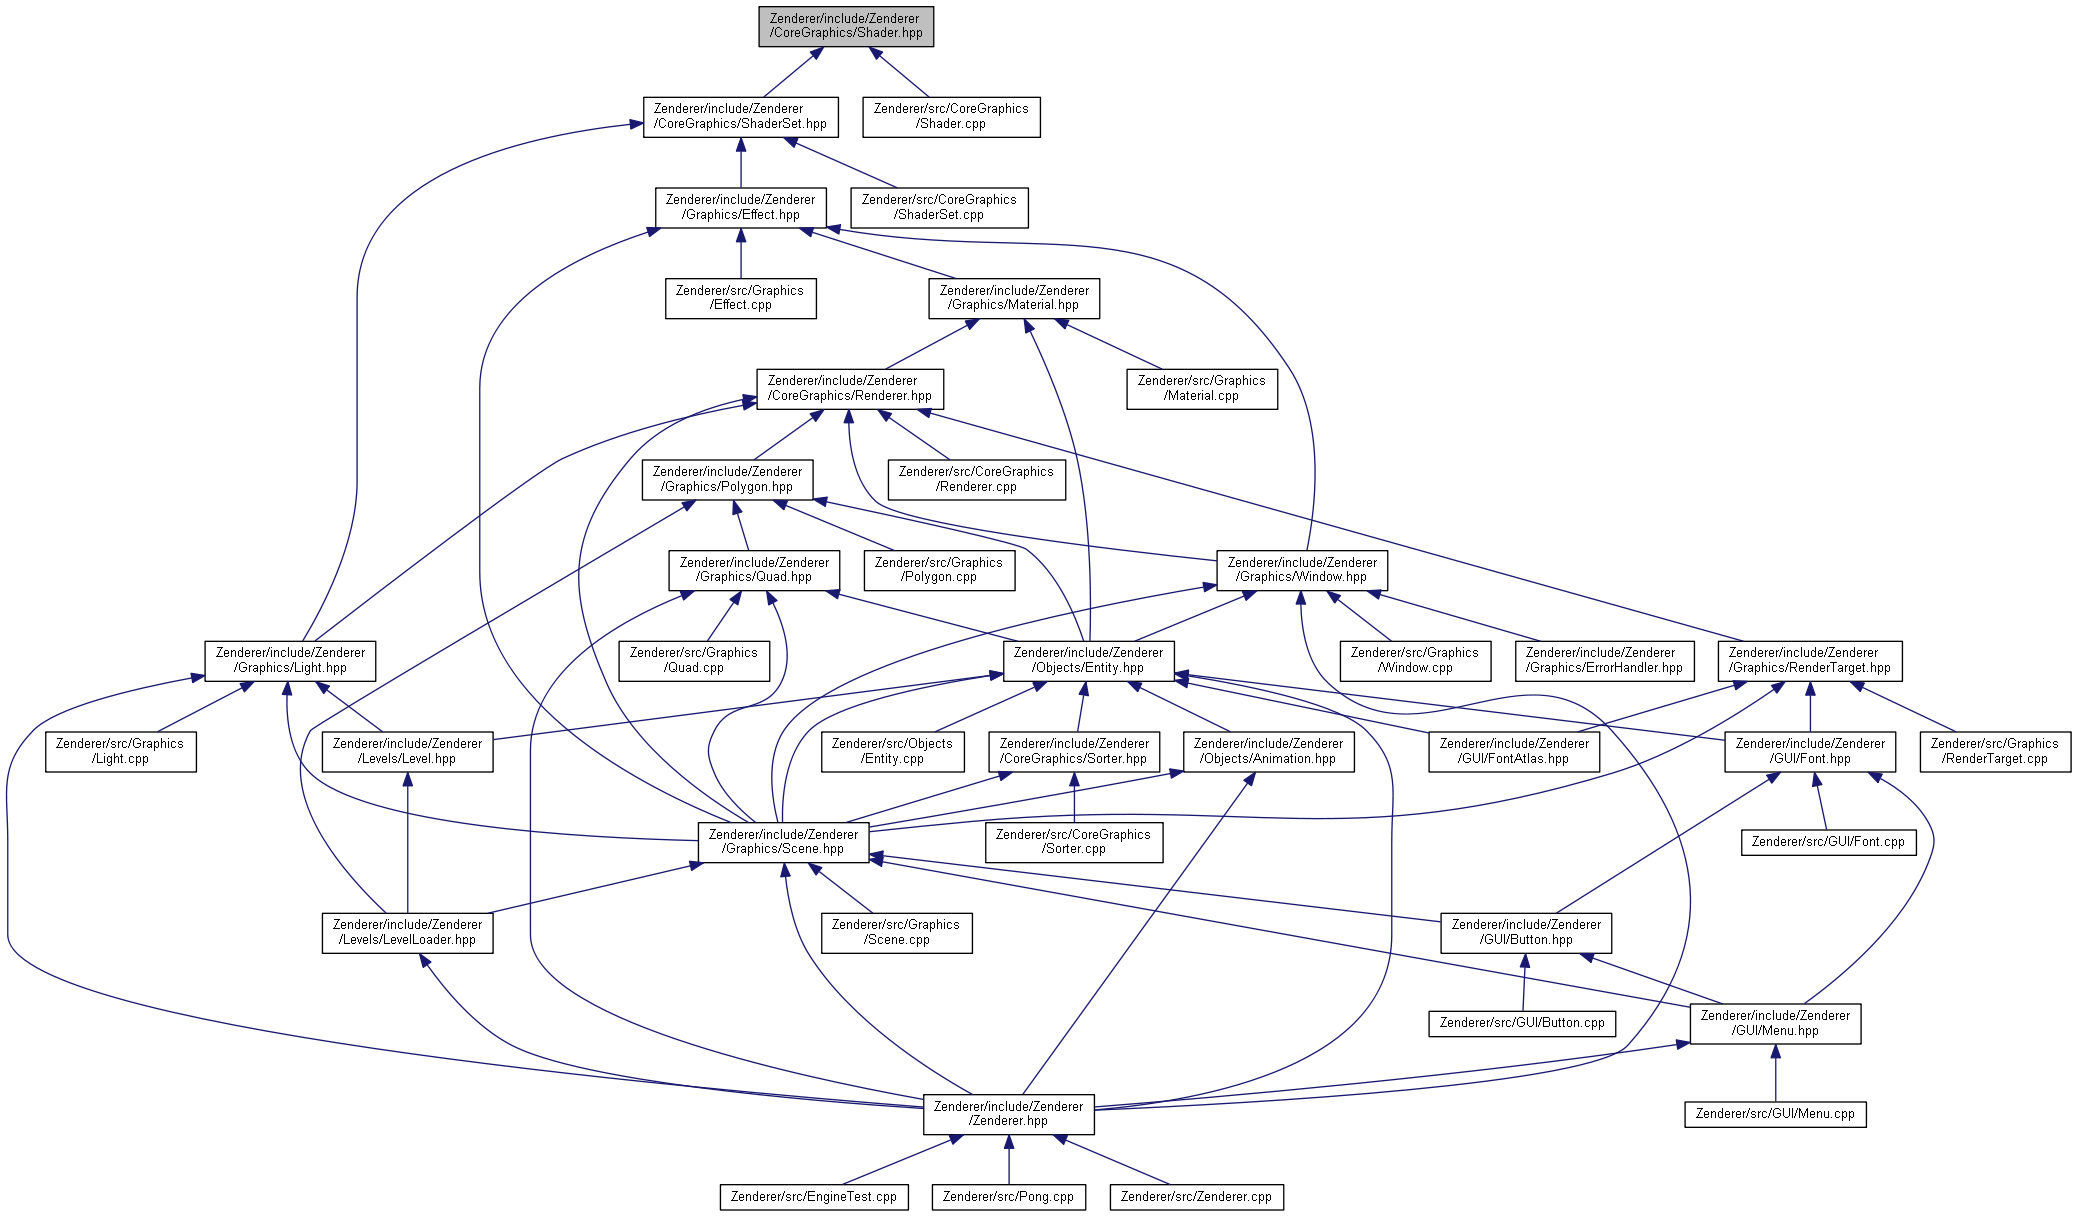 Zenderer/include/Zenderer
/CoreGraphics/Shader.hpp
Zenderer/include/Zenderer
/CoreGraphics/ShaderSet.hpp
Zenderer/src/CoreGraphics
/Shader.cpp
Zenderer/include/Zenderer
/Graphics/Effect.hpp
Zenderer/src/CoreGraphics
/ShaderSet.cpp
Zenderer/src/Graphics
/Effect.cpp
Zenderer/include/Zenderer
/Graphics/Material.hpp
Zenderer/include/Zenderer
/CoreGraphics/Renderer.hpp
Zenderer/src/Graphics
/Material.cpp
Zenderer/include/Zenderer
/Graphics/Polygon.hpp
Zenderer/src/CoreGraphics
/Renderer.cpp
Zenderer/include/Zenderer
/Graphics/Quad.hpp
Zenderer/src/Graphics
/Polygon.cpp
Zenderer/include/Zenderer
/Graphics/Window.hpp
Zenderer/include/Zenderer
/Graphics/Light.hpp
Zenderer/src/Graphics
/Quad.cpp
Zenderer/include/Zenderer
/Objects/Entity.hpp
Zenderer/src/Graphics
/Window.cpp
Zenderer/include/Zenderer
/Graphics/ErrorHandler.hpp
Zenderer/include/Zenderer
/Graphics/RenderTarget.hpp
Zenderer/src/Graphics
/Light.cpp
Zenderer/include/Zenderer
/Levels/Level.hpp
Zenderer/src/Objects
/Entity.cpp
Zenderer/include/Zenderer
/CoreGraphics/Sorter.hpp
Zenderer/include/Zenderer
/Objects/Animation.hpp
Zenderer/include/Zenderer
/GUI/FontAtlas.hpp
Zenderer/include/Zenderer
/GUI/Font.hpp
Zenderer/src/Graphics
/RenderTarget.cpp
Zenderer/include/Zenderer
/Graphics/Scene.hpp
Zenderer/src/CoreGraphics
/Sorter.cpp
Zenderer/src/GUI/Font.cpp
Zenderer/include/Zenderer
/Levels/LevelLoader.hpp
Zenderer/src/Graphics
/Scene.cpp
Zenderer/include/Zenderer
/GUI/Button.hpp
Zenderer/src/GUI/Button.cpp
Zenderer/include/Zenderer
/GUI/Menu.hpp
Zenderer/include/Zenderer
/Zenderer.hpp
Zenderer/src/GUI/Menu.cpp
Zenderer/src/EngineTest.cpp
Zenderer/src/Pong.cpp
Zenderer/src/Zenderer.cpp